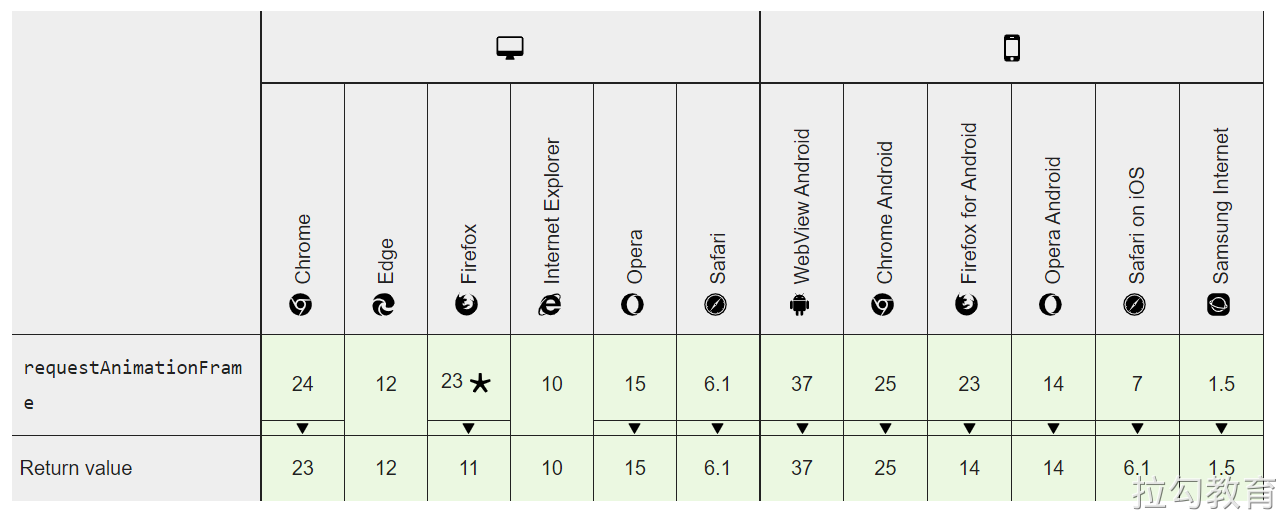 Chrome
Edge
Firefox
Internet Explorer
Opera
Safari
WebView Android
Chrome Android
Firefox for Android
Opera Android
Safari on iOS
Samsung Internet
requestAnimationFram
e
24 12 23 * 10 15 6.1 37 25 23 14 7 1.5
▼ ▼ ▼ ▼ ▼ ▼ ▼ ▼ ▼ ▼
Return value 23 12 11 10 15 6.1 37 25 14 14 6.1 1.5
拉勾教育